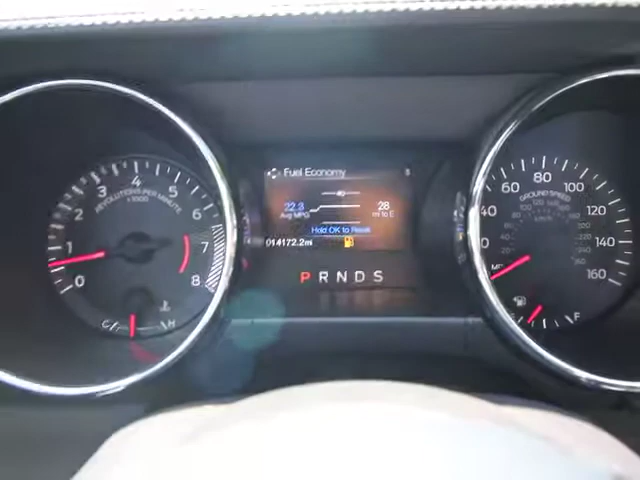 Fuel Economy
40
22.3
Avg MPG
28
mi to E
Hold OK to Reset
014172.2mi
P R N D S
0 1 2 3 4 5 6 7 8
REVOLUTIONS PER MINUTE
x1000
C H
40 60 80 100 120 140 160
GROUND SPEED
F